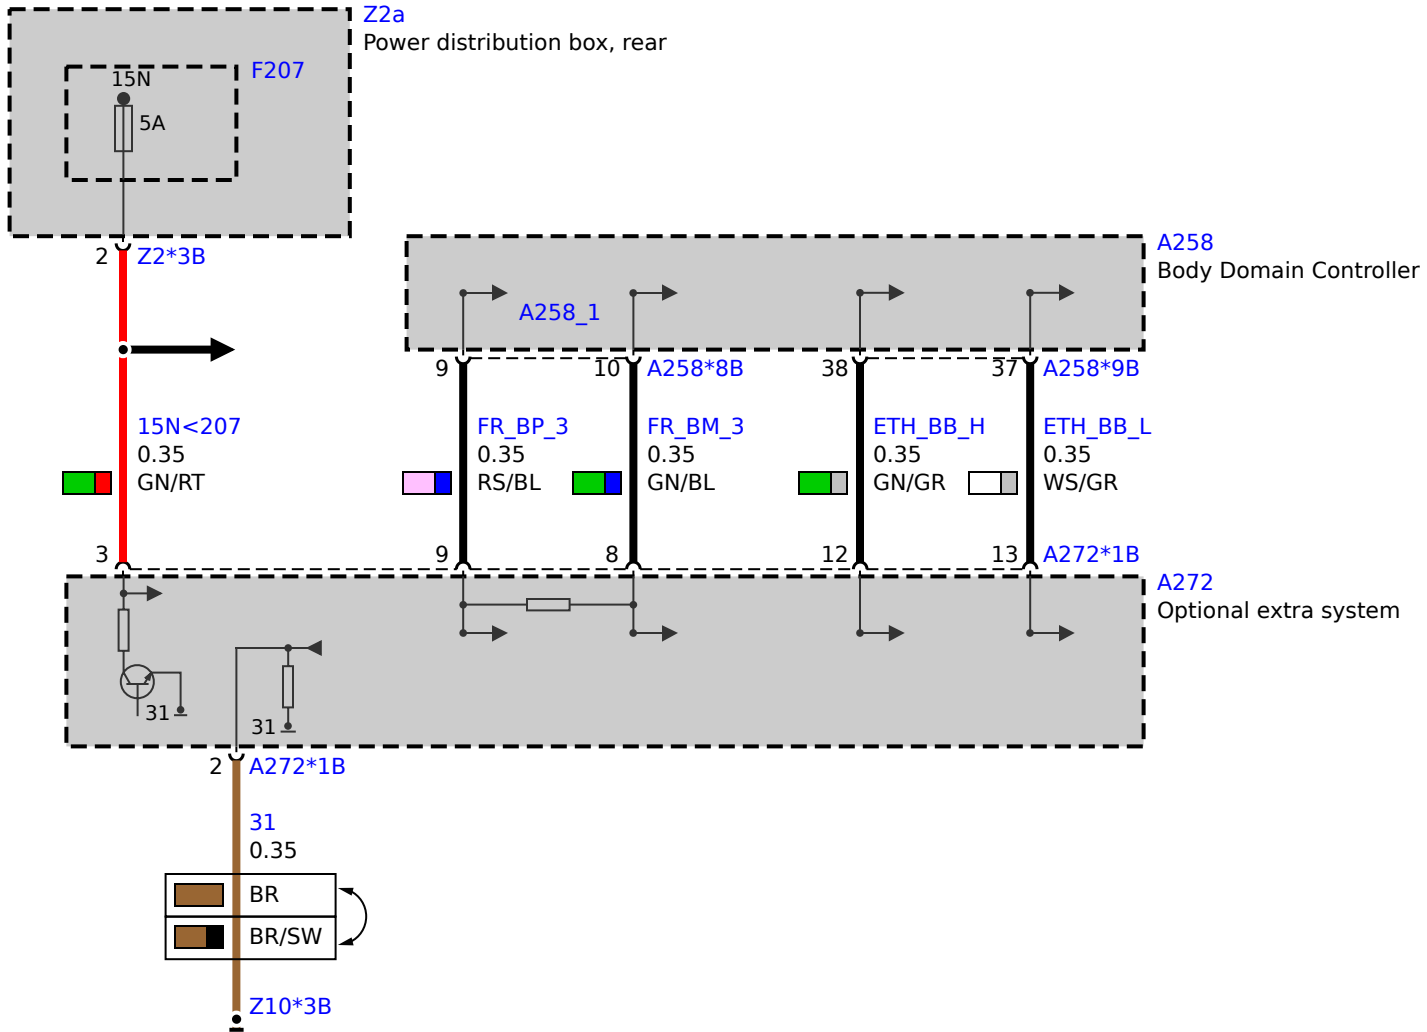 Z2a
Power distribution box, rear
F207
15N
5A
2 Z2*3B
A258
Body Domain Controller
A258_1
9
10 A258*8B
38
37 A258*9B
15N<207
0.35
GN/RT
FR_BP_3
0.35
RS/BL
FR_BM_3
0.35
GN/BL
ETH_BB_H
0.35
GN/GR
ETH_BB_L
0.35
WS/GR
3
9
8
12
13 A272*1B
A272
Optional extra system
31
31
2 A272*1B
31
0.35
BR
BR/SW
Z10*3B